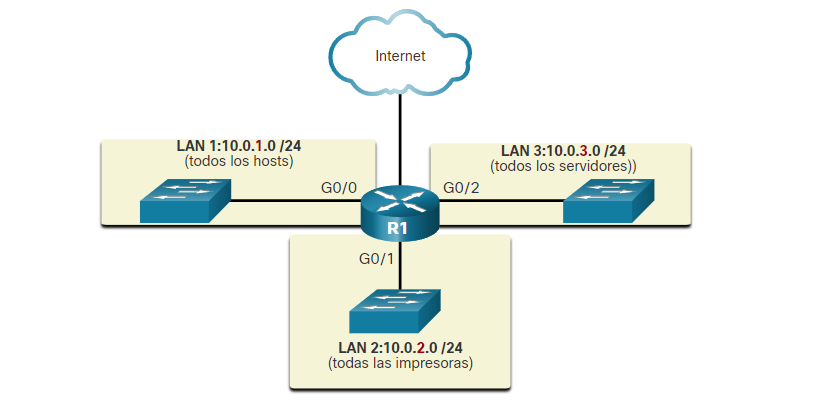 Internet
LAN 1:10.0.1.0 /24
(todos los hosts)
LAN 3:10.0.3.0 /24
(todos los servidores))
G0/0
G0/2
R1
G0/1
LAN 2:10.0.2.0 /24
(todas las impresoras)